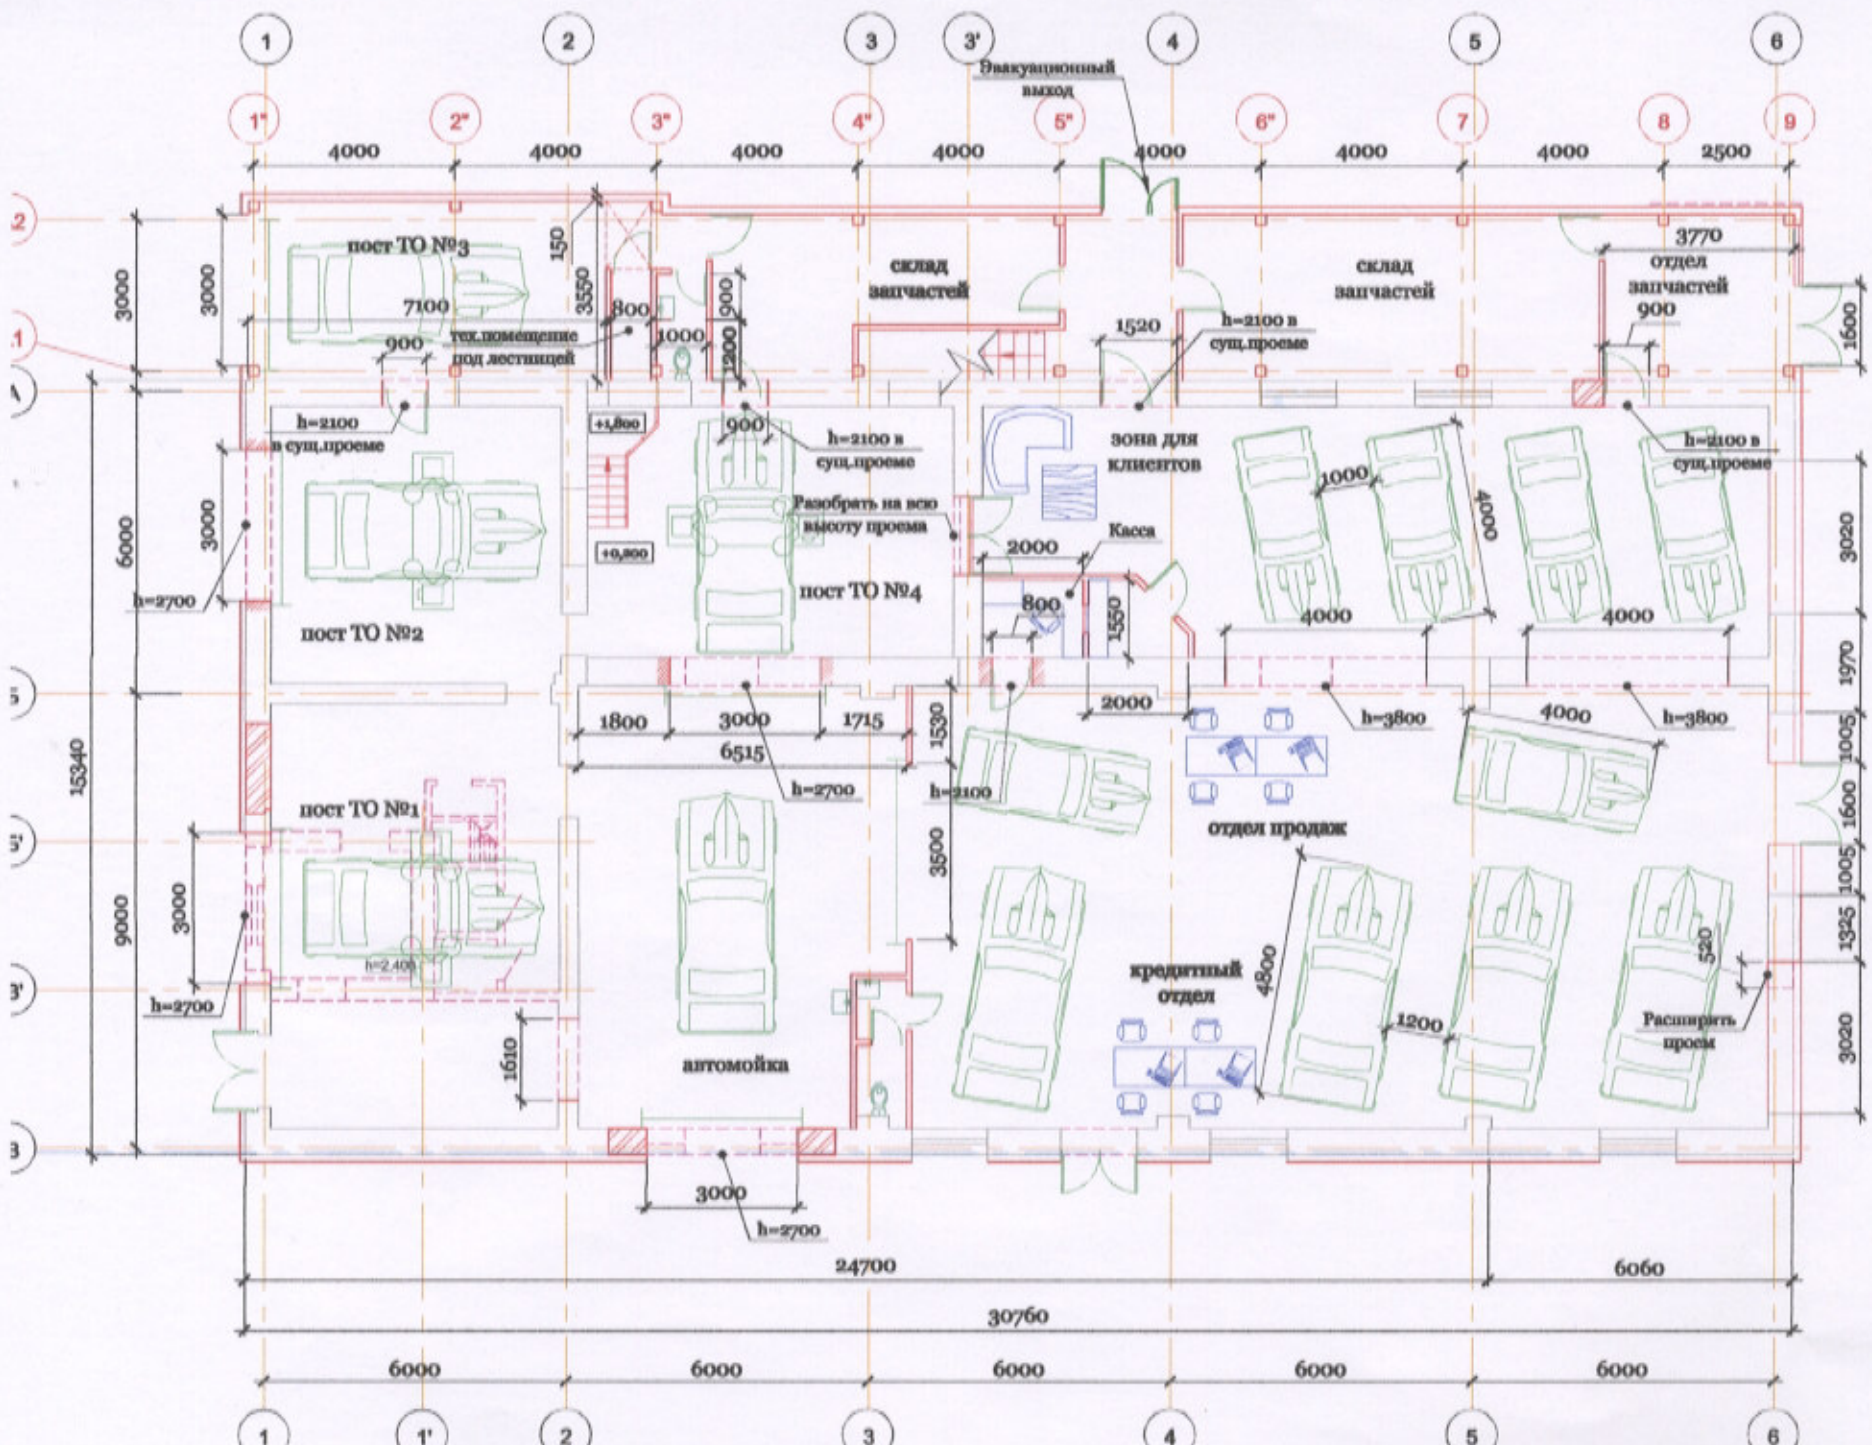 1 2 3 3' 4 5 6
Эвакуационный
выход
1" 2" 3" 4" 5" 6" 7 8 9
4000 4000 4000 4000 4000 4000 4000 2500
2
3000
3000
пост ТО №3
150
3550
7100
800
900
1000
1200
900
тех.помещение
под лестницей
склад
запчастей
1520
h=2100 в
сущ.проеме
склад
запчастей
3770
отдел
запчастей
900
1600
.1
h=2100
в сущ.проеме
+1,800
900
h=2100 в
сущ.проеме
зона для
клиентов
h=2100 в
сущ.проеме
1000
4000
3020
6000
3000
Разобрать на всю
высоту проема
Касса
2000
h=2700
пост ТО №2
пост ТО №4
800
1550
4000
4000
1970
1800
3000
1715
6515
1530
2000
h=3800
4000
h=3800
1005
15340
h=2700
h=2100
1600
пост ТО №1
отдел продаж
3000
9000
3500
1005
1325
520
4800
кредитный
отдел
h=2.400
h=2700
1200
Расширить
проем
3020
1610
автомойка
3000
h=2700
24700
6060
30760
6000 6000 6000 6000 6000
1 1' 2 3 4 5 6